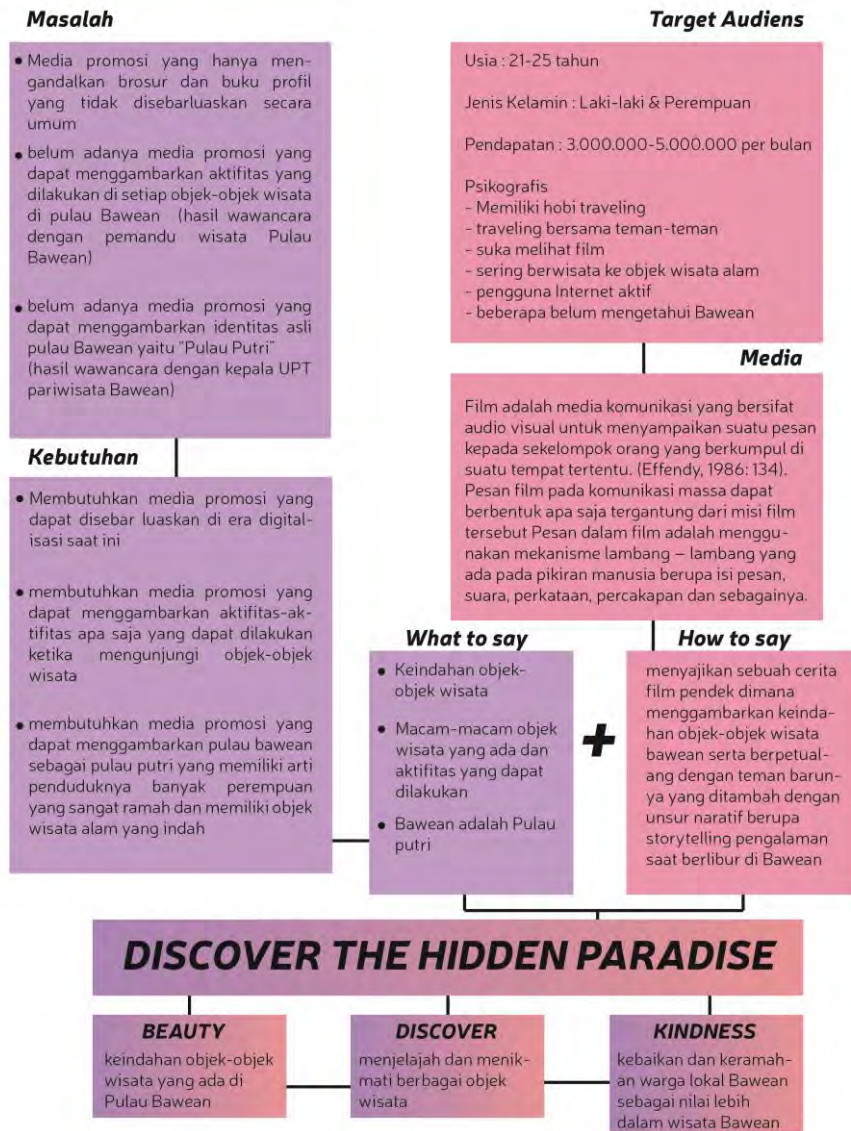 Masalah
• Media promosi yang hanya men-
gandalkan brosur dan buku profil
yang tidak disebarluaskan secara
umum
• belum adanya media promosi yang
dapat menggambarkan aktifitas yang
dilakukan di setiap objek-objek wisata
di pulau Bawean (hasil wawancara
dengan pemandu wisata Pulau
Bawean)
• belum adanya media promosi yang
dapat menggambarkan identitas asli
pulau Bawean yaitu "Pulau Putri"
(hasil wawancara dengan kepala UPT
pariwisata Bawean)
Kebutuhan
• Membutuhkan media promosi yang
dapat disebar luaskan di era digital-
isasi saat ini
• membutuhkan media promosi yang
dapat menggambarkan aktifitas-ak-
tifitas apa saja yang dapat dilakukan
ketika mengunjungi objek-objek
wisata
• membutuhkan media promosi yang
dapat menggambarkan pulau bawean
sebagai pulau putri yang memiliki arti
penduduknya banyak perempuan
yang sangat ramah dan memiliki objek
wisata alam yang indah
Target Audiens
Usia : 21-25 tahun
Jenis Kelamin : Laki-laki & Perempuan
Pendapatan : 3.000.000-5.000.000 per bulan
Psikografis
- Memiliki hobi traveling
- traveling bersama teman-teman
- suka melihat film
- sering berwisata ke objek wisata alam
- pengguna Internet aktif
- beberapa belum mengetahui Bawean
Media
Film adalah media komunikasi yang bersifat
audio visual untuk menyampaikan suatu pesan
kepada sekelompok orang yang berkumpul di
suatu tempat tertentu. (Effendy, 1986: 134).
Pesan film pada komunikasi massa dapat
berbentuk apa saja tergantung dari misi film
tersebut Pesan dalam film adalah menggu-
nakan mekanisme lambang – lambang yang
ada pada pikiran manusia berupa isi pesan,
suara, perkataan, percakapan dan sebagainya.
What to say
• Keindahan objek-
objek wisata
• Macam-macam objek
wisata yang ada dan
aktifitas yang dapat
dilakukan
• Bawean adalah Pulau
putri
+
How to say
menyajikan sebuah cerita
film pendek dimana
menggambarkan keinda-
han objek-objek wisata
bawean serta berpetual-
ang dengan teman baru-
nya yang ditambah dengan
unsur naratif berupa
storytelling pengalaman
saat berlibur di Bawean
DISCOVER THE HIDDEN PARADISE
BEAUTY
keindahan objek-objek
wisata yang ada di
Pulau Bawean
DISCOVER
menjelajah dan menik-
mati berbagai objek
wisata
KINDNESS
kebaikan dan keramah-
an warga lokal Bawean
sebagai nilai lebih
dalam wisata Bawean